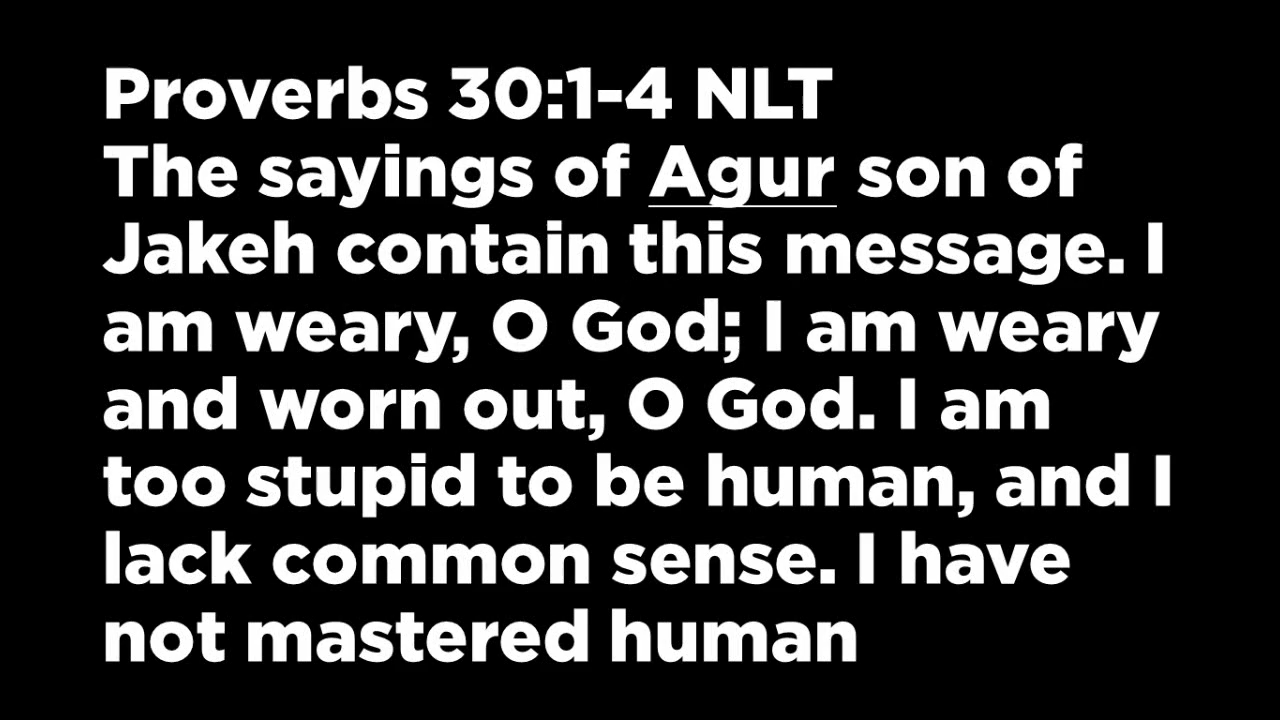 Proverbs 30:1-4 NLT
The sayings of Agur son of
Jakeh contain this message. I
am weary, O God; I am weary
and worn out, O God. I am
too stupid to be human, and I
lack common sense. I have
not mastered human